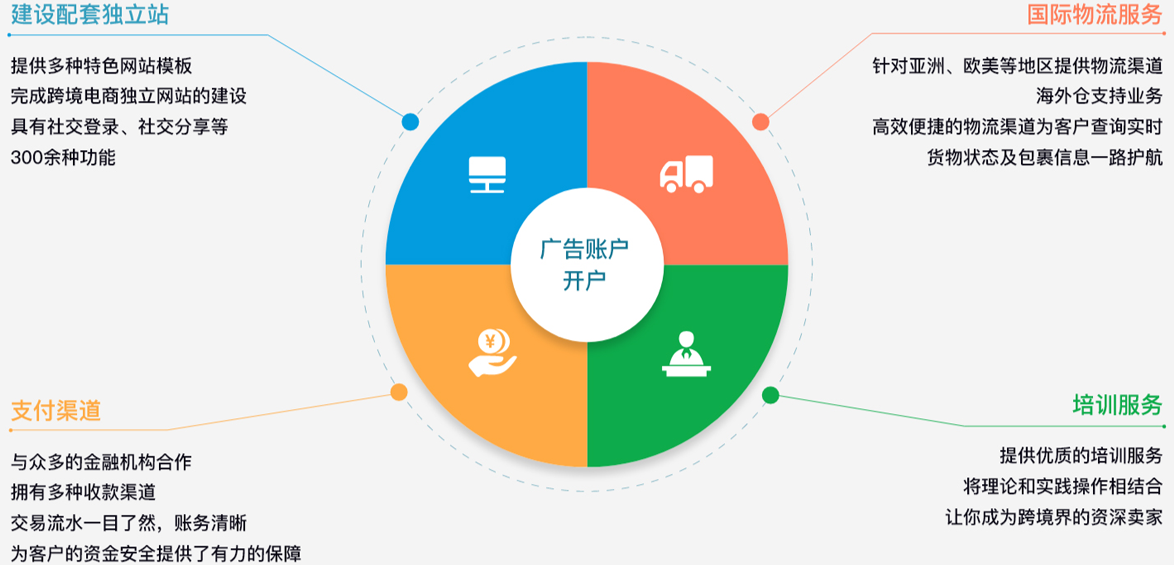 建设配套独立站
提供多种特色网站模板
完成跨境电商独立网站的建设
具有社交登录、社交分享等
300余种功能
国际物流服务
针对亚洲、欧美等地区提供物流渠道
海外仓支持业务
高效便捷的物流渠道为客户查询实时
货物状态及包裹信息一路护航
广告账户
开户
¥
支付渠道
与众多的金融机构合作
拥有多种收款渠道
交易流水一目了然，账务清晰
为客户的资金安全提供了有力的保障
培训服务
提供优质的培训服务
将理论和实践操作相结合
让你成为跨境界的资深卖家